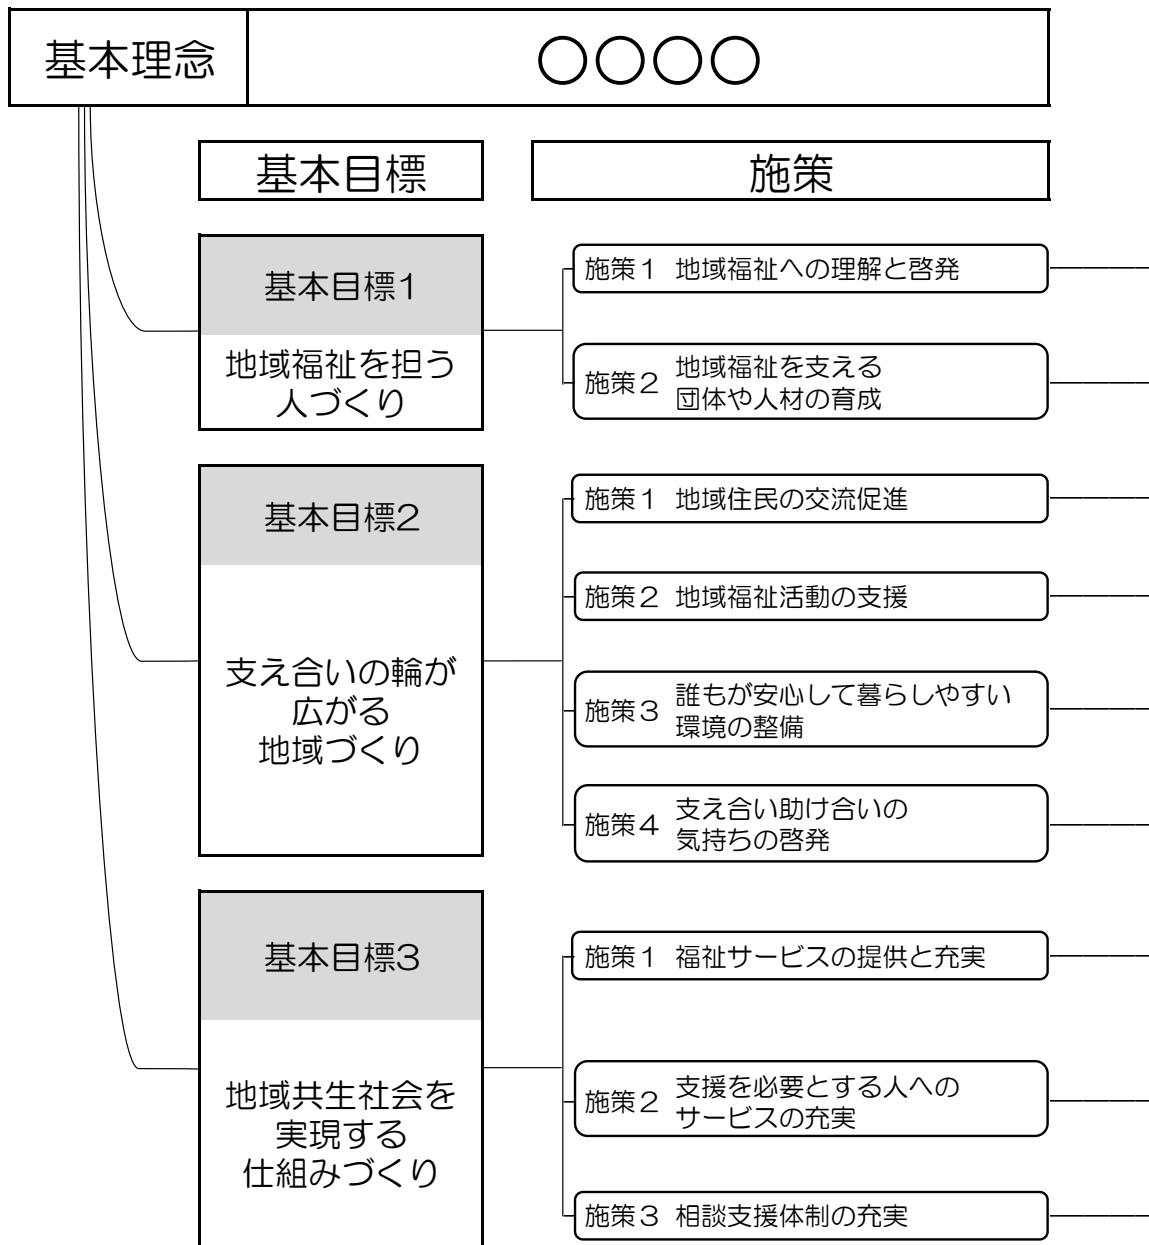 基本理念
〇〇〇〇
基本目標
施策
基本目標1
地域福祉を担う
人づくり
施策1 地域福祉への理解と啓発
施策2 地域福祉を支える
団体や人材の育成
基本目標2
支え合いの輪が
広がる
地域づくり
施策1 地域住民の交流促進
施策2 地域福祉活動の支援
施策3 誰もが安心して暮らしやすい
環境の整備
施策4 支え合い助け合いの
気持ちの啓発
基本目標3
地域共生社会を
実現する
仕組みづくり
施策1 福祉サービスの提供と充実
施策2 支援を必要とする人への
サービスの充実
施策3 相談支援体制の充実